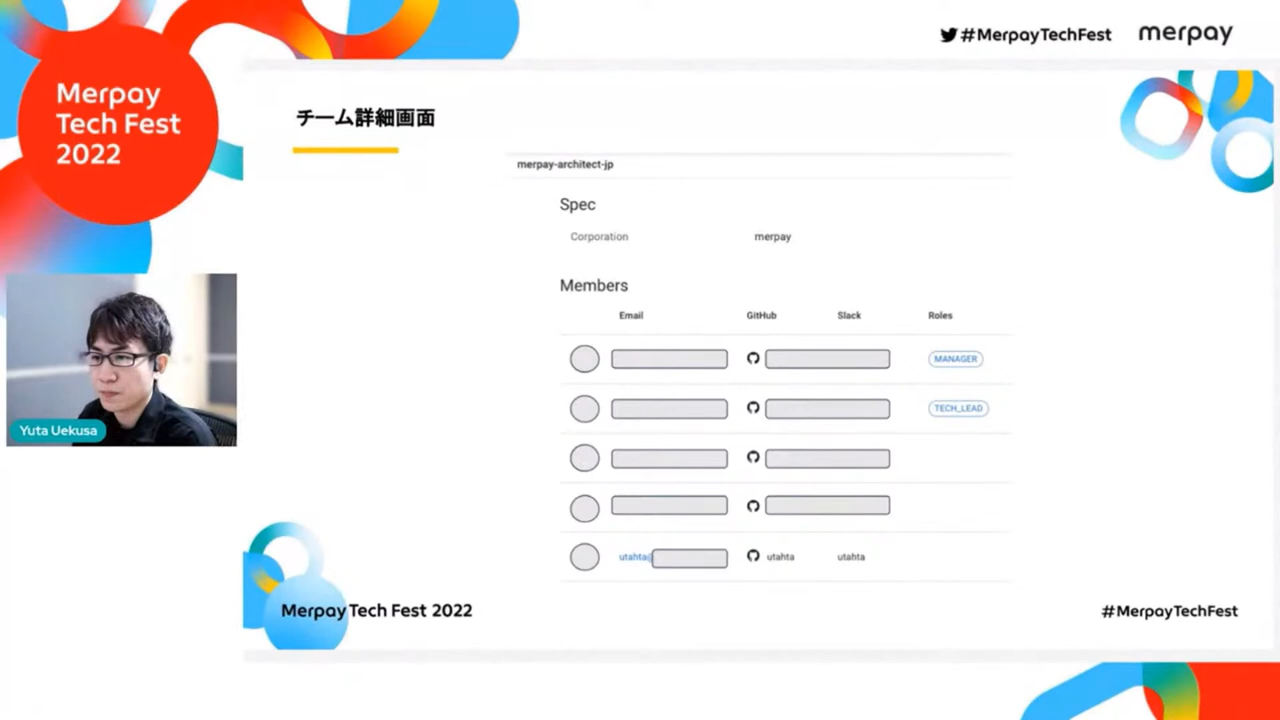 #MerpayTechFest
merpay
Merpay
Tech Fest
2022
チーム詳細画面
merpay-architect-jp
Spec
Corporation merpay
Members
Email GitHub Slack Roles
MANAGER
TECH_LEAD
utahta@ utahta utahta
Yuta Uekusa
Merpay Tech Fest 2022
#MerpayTechFest